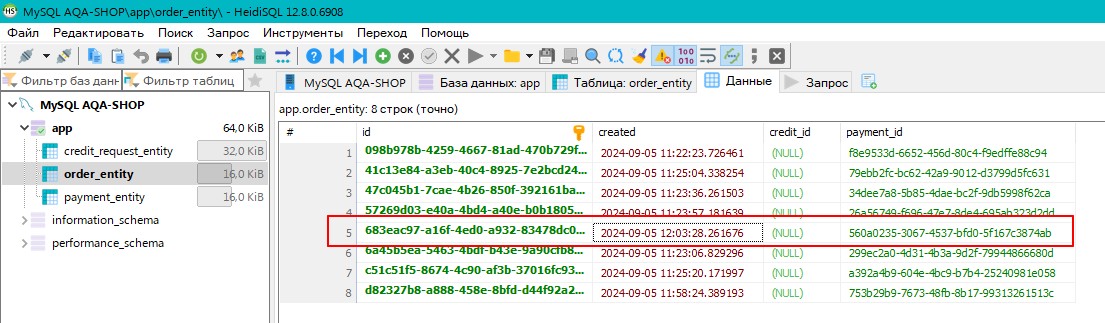 MySQL AQA-SHOP\app\order_entity\ - HeidiSQL 12.8.0.6908
Файл Редактировать Поиск Запрос Инструменты Переход Помощь
Фильтр баз данн Фильтр таблиц
MySQL AQA-SHOP База данных: app Таблица: order_entity Данные Запрос
MySQL AQA-SHOP
app 64,0 KiB
credit_request_entity 32,0 KiB
order_entity 16,0 KiB
payment_entity 16,0 KiB
information_schema
performance_schema
app.order_entity: 8 строк (точно)
# id created credit_id payment_id
1 098b978b-4259-4667-81ad-470b729f... 2024-09-05 11:22:23.726461 (NULL) f8e9533d-6652-456d-80c4-f9edffe88c94
2 41c13e84-a3eb-40c4-8925-7e2bcd24... 2024-09-05 11:25:04.338254 (NULL) 79ebb2fc-bc62-42a9-9012-d3799d5fc631
3 47c045b1-7cae-4b26-850f-392161ba... 2024-09-05 11:23:36.261503 (NULL) 34dee7a8-5b85-4dae-bc2f-9db5998f62ca
4 57269d03-e40a-4bd4-a40e-b0b1805... 2024-09-05 11:23:57.181639 (NULL) 26a56749-f696-47e7-8de4-695ab323d2dd
5 683eac97-a16f-4ed0-a932-83478dc0... 2024-09-05 12:03:28.261676 (NULL) 560a0235-3067-4537-bfd0-5f167c3874ab
6 6a45b5ea-5463-4bdf-b43e-9a90cfb8... 2024-09-05 11:23:06.829296 (NULL) 299ec2a0-4d31-4b3a-9d2f-79944866680d
7 c51c51f5-8674-4c90-af3b-37016fc93... 2024-09-05 11:25:20.171997 (NULL) a392a4b9-604e-4bc9-b7b4-25240981e058
8 d82327b8-a888-458e-8bfd-d44f92a2... 2024-09-05 11:58:24.389193 (NULL) 753b29b9-7673-48fb-8b17-99313261513c